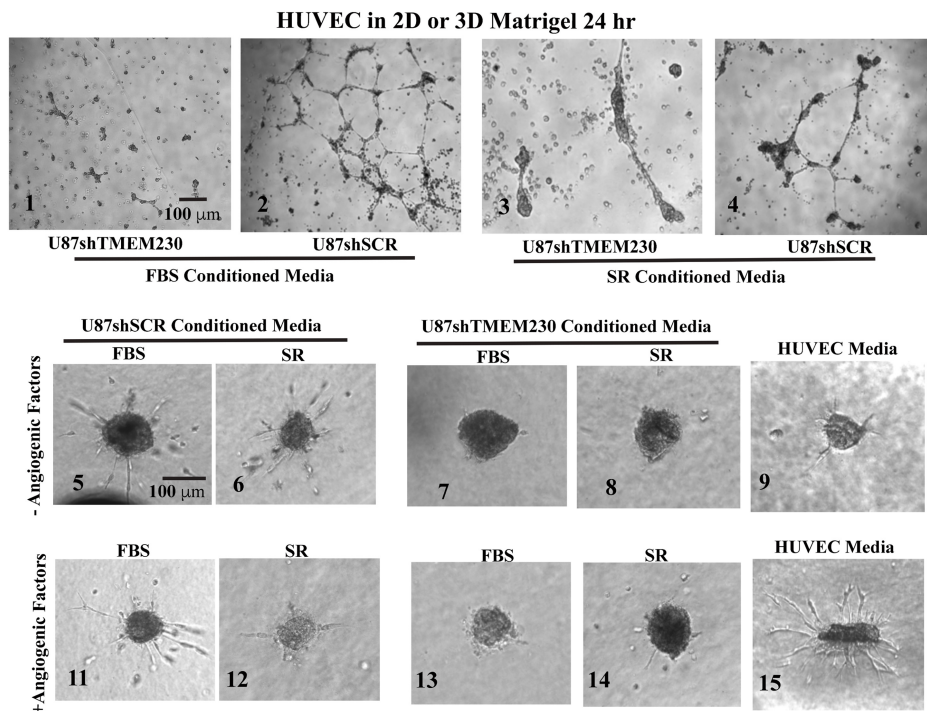 HUVEC in 2D or 3D Matrigel 24 hr
1
100 µm
2
3
4
U87shTMEM230
U87shSCR
U87shTMEM230
U87shSCR
FBS Conditioned Media
SR Conditioned Media
U87shSCR Conditioned Media
U87shTMEM230 Conditioned Media
FBS
SR
FBS
SR
HUVEC Media
- Angiogenic Factors
5
100 µm
6
7
8
9
FBS
SR
FBS
SR
HUVEC Media
+Angiogenic Factors
11
12
13
14
15